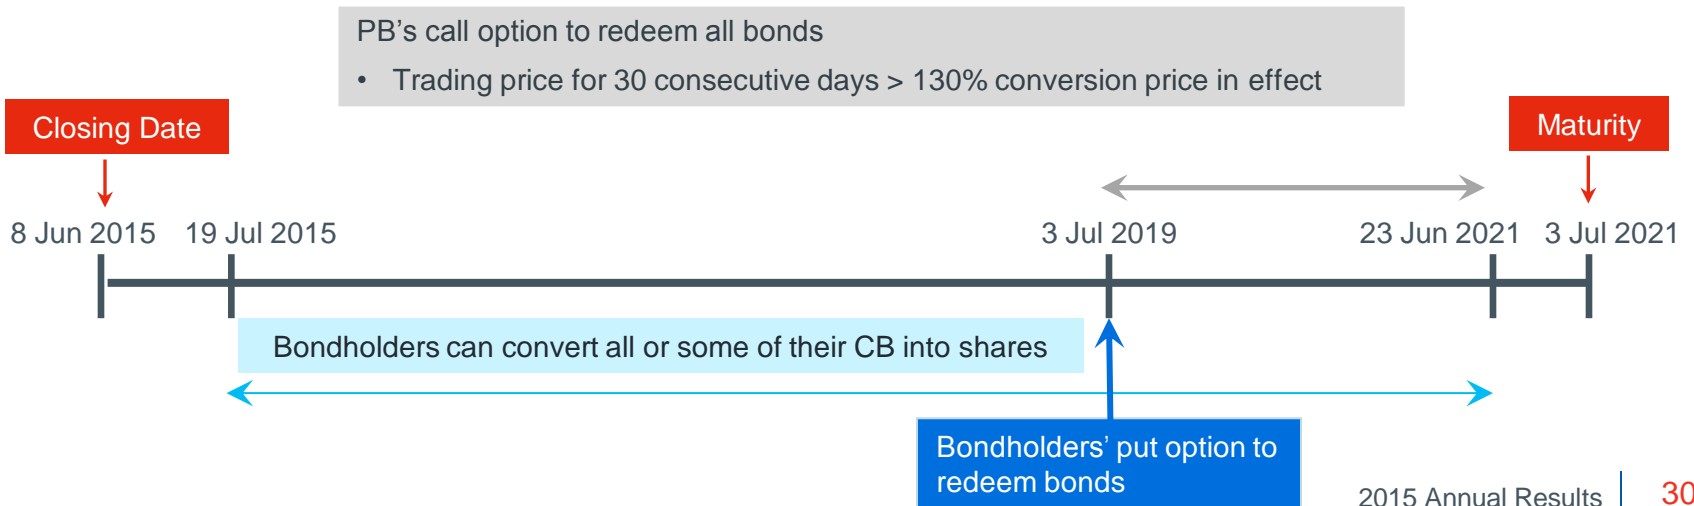 PB’s call option to redeem all bonds
• Trading price for 30 consecutive days > 130% conversion price in effect
Closing Date
Maturity
8 Jun 2015
19 Jul 2015
3 Jul 2019
23 Jun 2021
3 Jul 2021
Bondholders can convert all or some of their CB into shares
Bondholders’ put option to
redeem bonds
2015 Annual Results
30